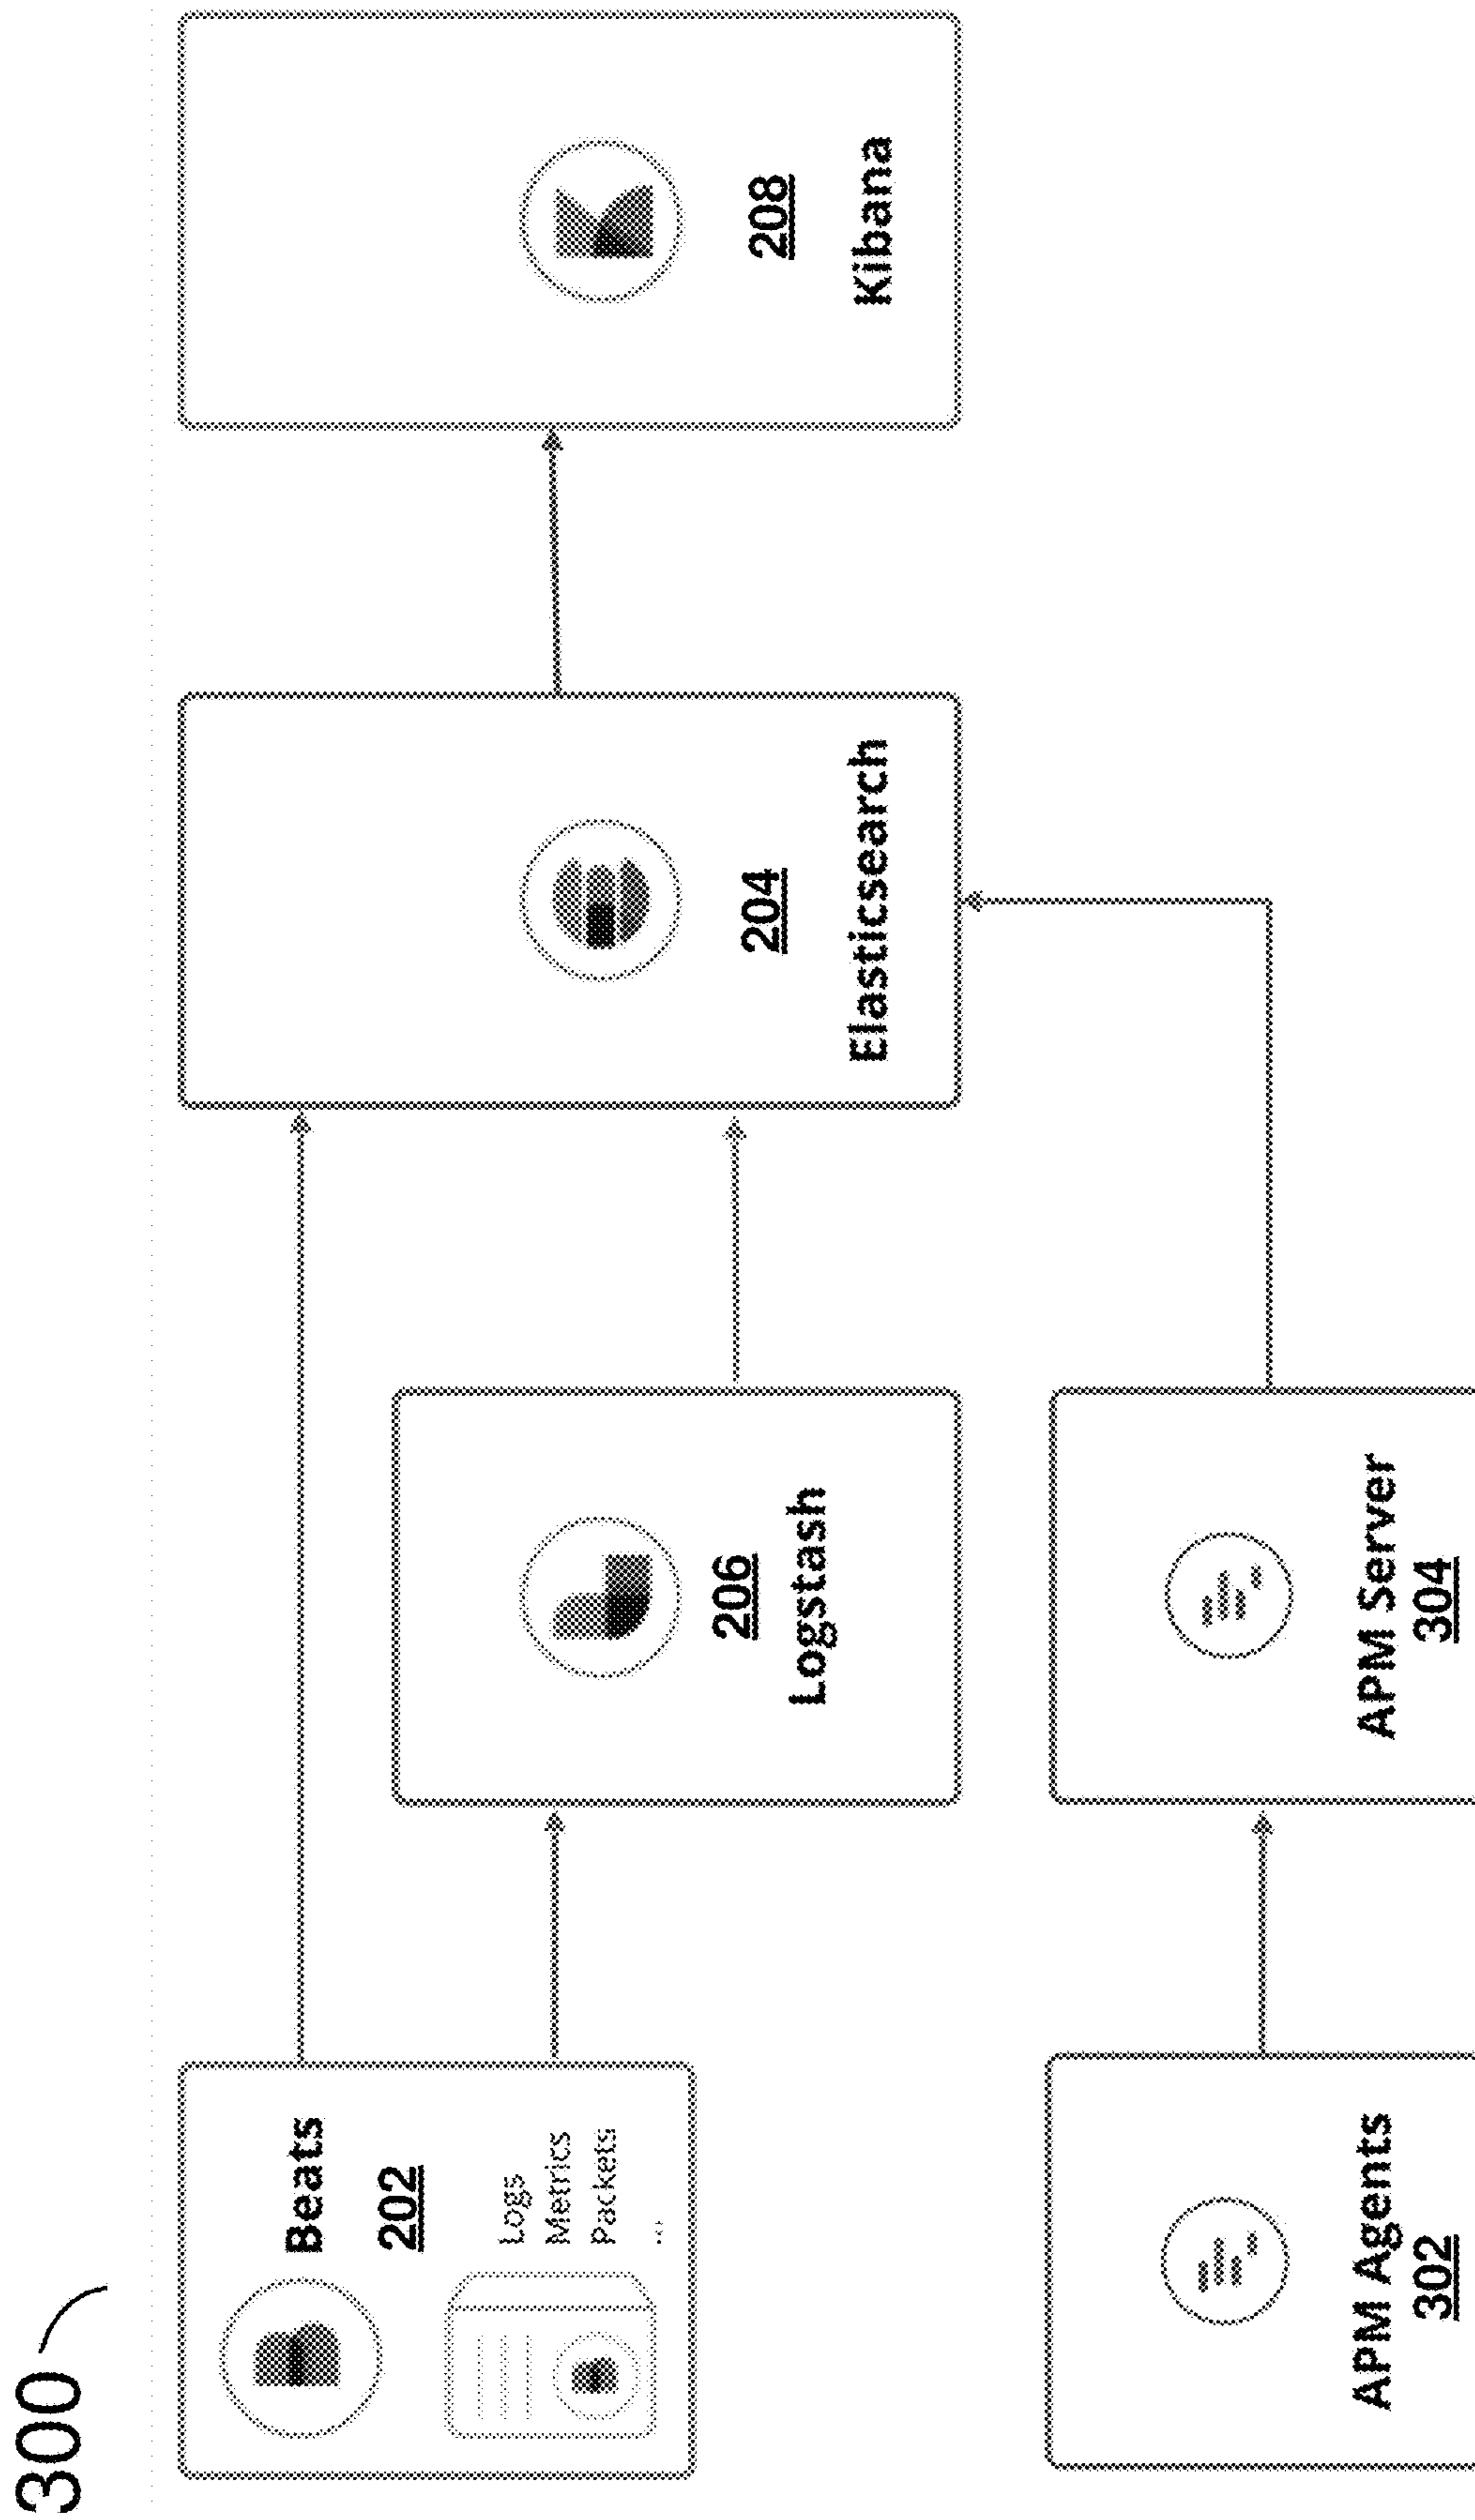 300
Beats
202
Logs
Metrics
Packets
...
206
Logstash
204
Elasticsearch
208
Kibana
APM Agents
302
APM Server
304